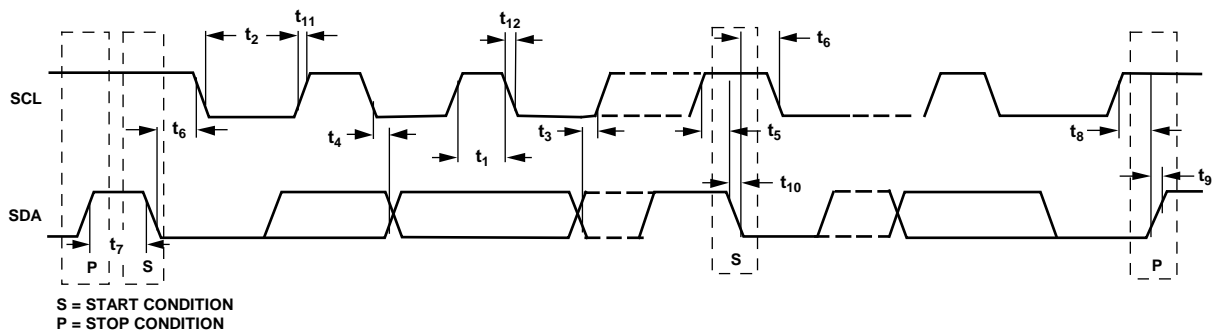 t11 t12
t2 t6
SCL
t6 t4 t3 t5 t8
t1
t10 t9
SDA
t7
P S S P
S = START CONDITION
P = STOP CONDITION